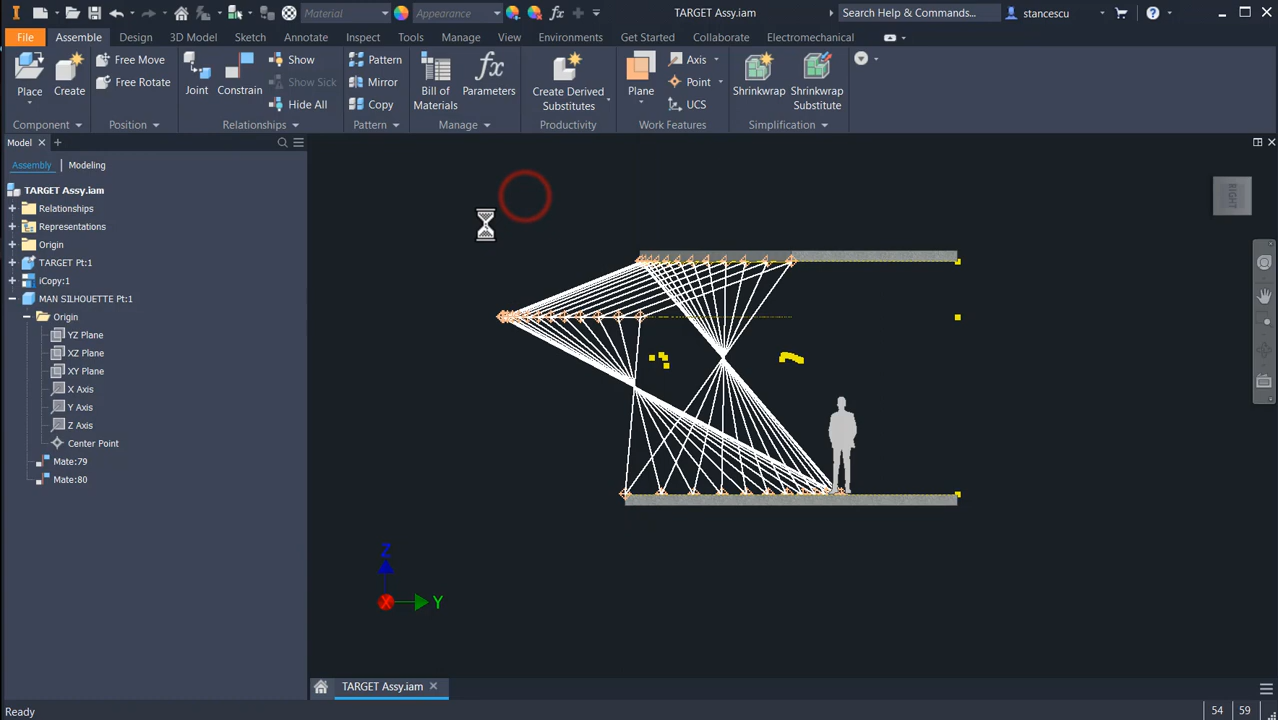 Material
Appearance
TARGET Assy.iam
Search Help & Commands...
stancescu
File
Assemble
Design
3D Model
Sketch
Annotate
Inspect
Tools
Manage
View
Environments
Get Started
Collaborate
Electromechanical
Place
Create
Free Move
Free Rotate
Joint
Constrain
Show
Show Sick
Hide All
Pattern
Mirror
Copy
Bill of
Materials
fx
Parameters
Create Derived
Substitutes
Plane
Axis
Point
UCS
Shrinkwrap
Shrinkwrap
Substitute
Component
Position
Relationships
Pattern
Manage
Productivity
Work Features
Simplification
Model
Assembly
Modeling
TARGET Assy.iam
Relationships
Representations
Origin
TARGET Pt:1
iCopy:1
MAN SILHOUETTE Pt:1
Origin
YZ Plane
XZ Plane
XY Plane
X Axis
Y Axis
Z Axis
Center Point
Mate:79
Mate:80
RIGHT
Z
X
Y
TARGET Assy.iam
Ready
54
59